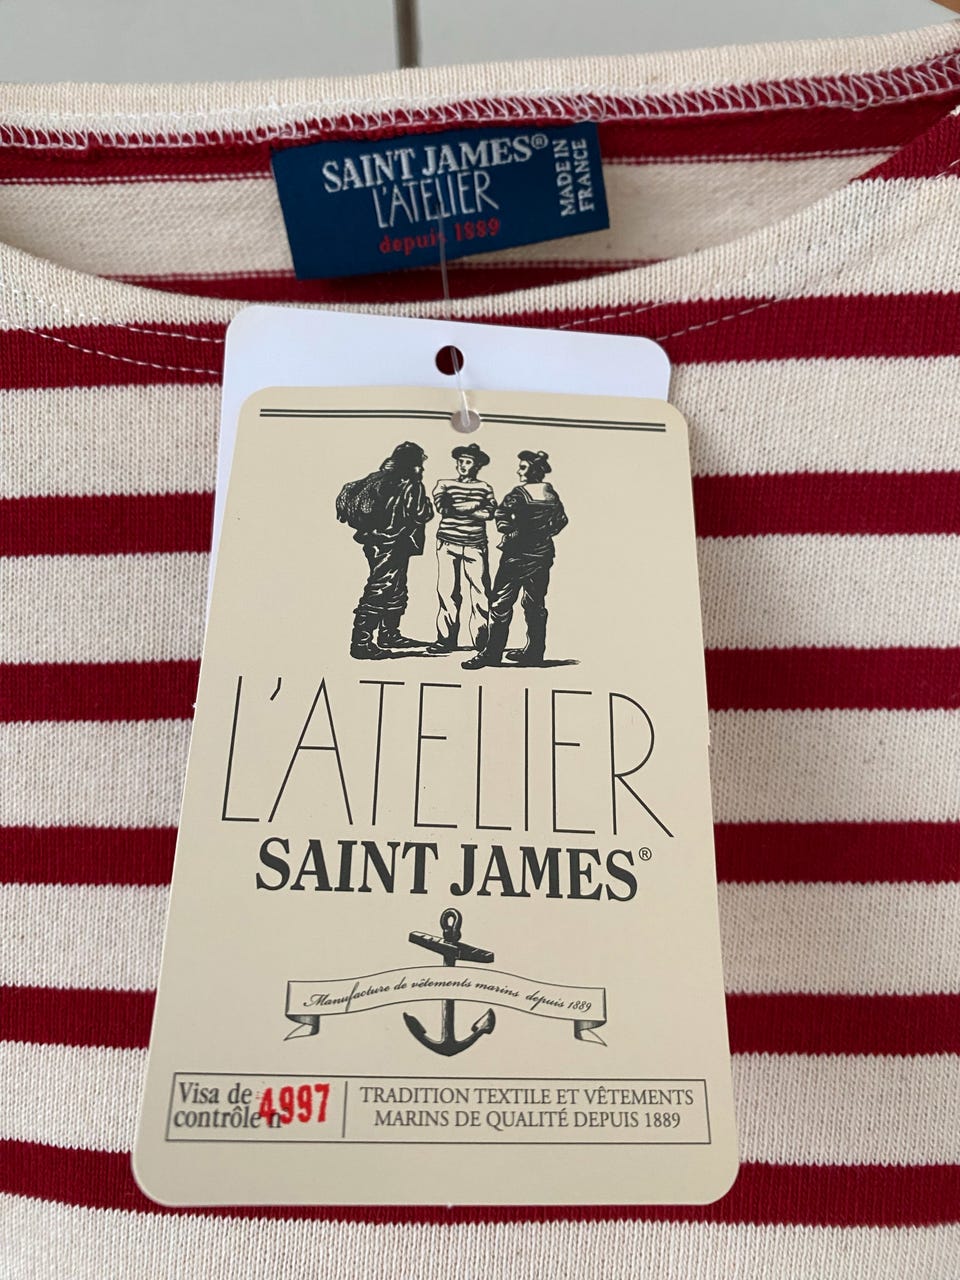 SAINT JAMES®
L'ATELIER
depuis 1889
MADE IN
FRANCE
L'ATELIER
SAINT JAMES®
Manufacture de vêtements marins depuis 1889
Visa de
contrôle n° 4997
TRADITION TEXTILE ET VÊTEMENTS
MARINS DE QUALITÉ DEPUIS 1889